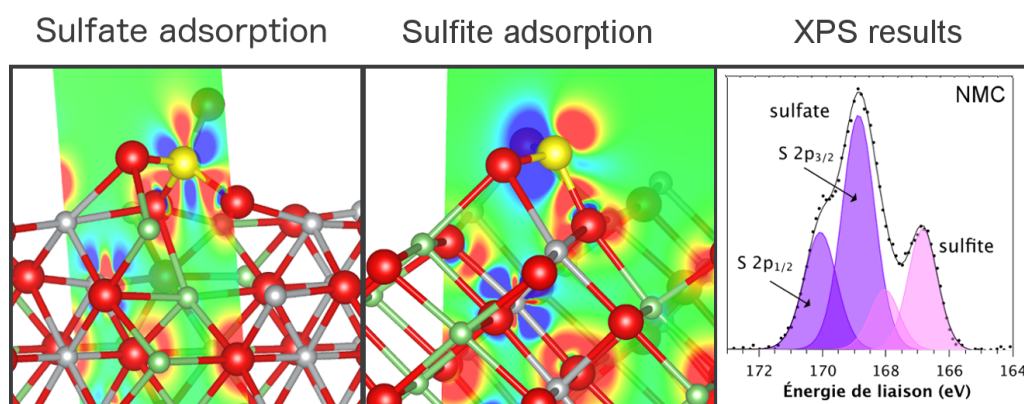 Sulfate adsorption
Sulfite adsorption
XPS results
NMC
sulfate
S 2p3/2
sulfite
S 2p1/2
172
170
168
166
164
Énergie de liaison (eV)